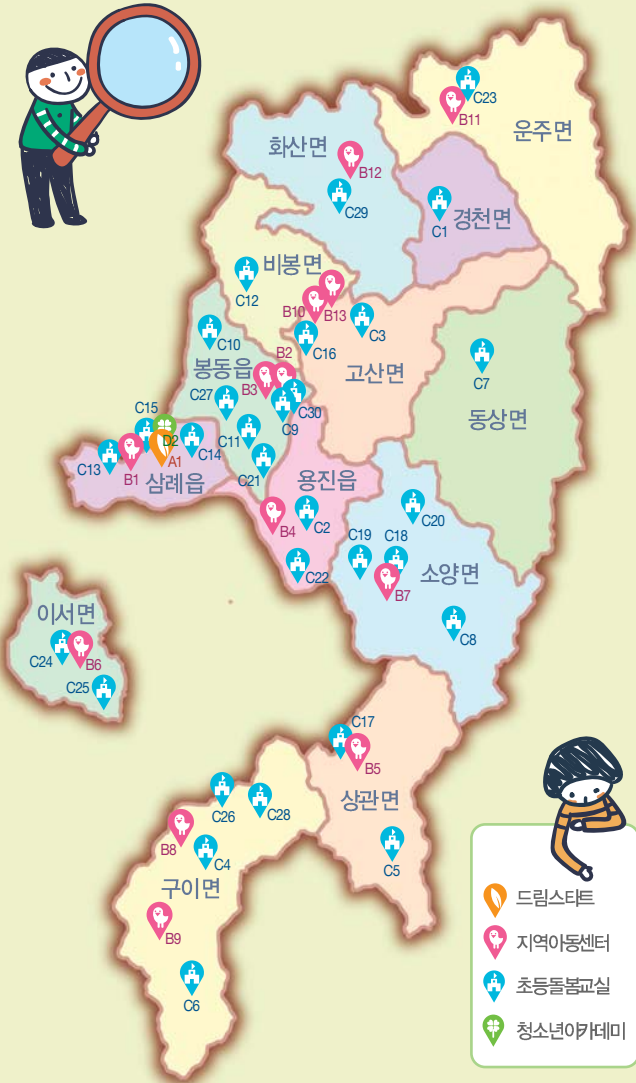 C23
B11
운주면
화산면
B12
C29
C1
경천면
비봉면
C12
B10
B13
C3
C10
B2
C16
고산면
C7
봉동읍
B3
C27
C30
C9
동상면
C15
D2
C14
C11
C13
B1
A1
삼례읍
C21
용진읍
B4
C2
C20
C19
C18
C22
소양면
B7
C8
이서면
C24
B6
C25
C17
B5
상관면
C26
C28
B8
C4
C5
구이면
B9
C6
드림스타트
지역아동센터
초등돌봄교실
청소년아카데미